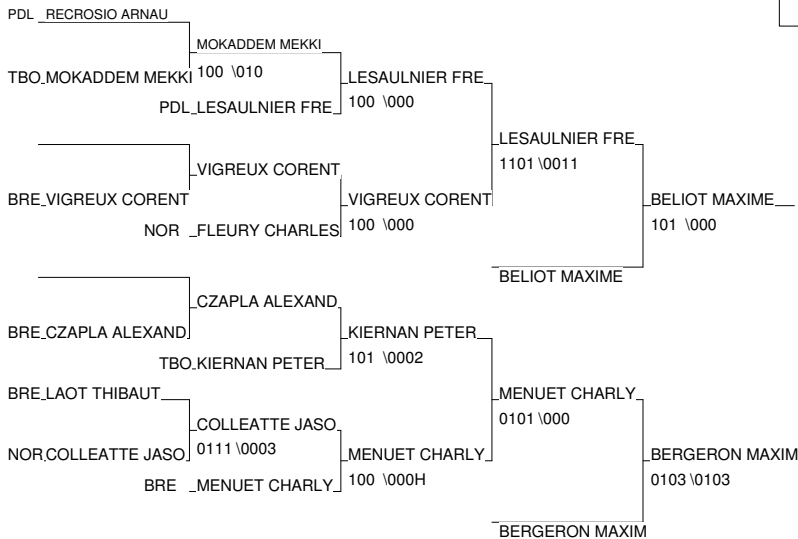 PDL RECROSIO ARNAU
MOKADDEM MEKKI
TBO MOKADDEM MEKKI 100 \010 LESAULNIER FRE
PDL LESAULNIER FRE 100 \000
LESAULNIER FRE
1101 \0011
VIGREUX CORENT
BRE VIGREUX CORENT VIGREUX CORENT BELIOT MAXIME
NOR FLEURY CHARLES 100 \000 101 \000
BELIOT MAXIME
CZAPLA ALEXAND
BRE CZAPLA ALEXAND KIERNAN PETER
TBO KIERNAN PETER 101 \0002
BRE LAOT THIBAUT MENUET CHARLY
COLLEATTE JASO 0101 \000
NOR COLLEATTE JASO 0111 \0003 MENUET CHARLY BERGERON MAXIM
BRE MENUET CHARLY 100 \000H 0103 \0103
BERGERON MAXIM